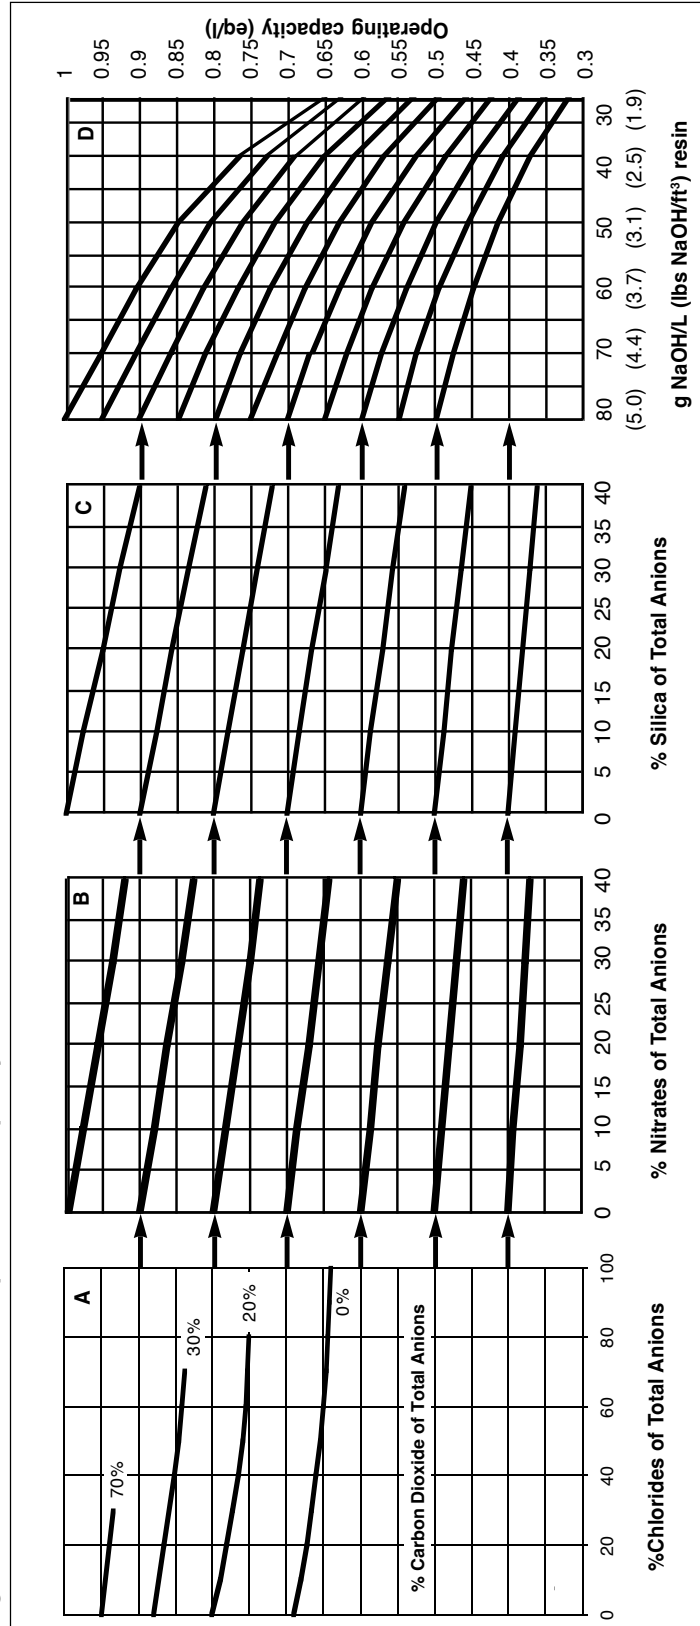 Operating capacity (eq/l)
1
0.95
0.9
0.85
0.8
0.75
0.7
0.65
0.6
0.55
0.5
0.45
0.4
0.35
0.3
A
70%
30%
20%
0%
% Carbon Dioxide of Total Anions
0 20 40 60 80 100
%Chlorides of Total Anions
B
0 5 10 15 20 25 30 35 40
% Nitrates of Total Anions
C
0 5 10 15 20 25 30 35 40
% Silica of Total Anions
D
80 70 60 50 40 30
(5.0) (4.4) (3.7) (3.1) (2.5) (1.9)
g NaOH/L (lbs NaOH/ft³) resin